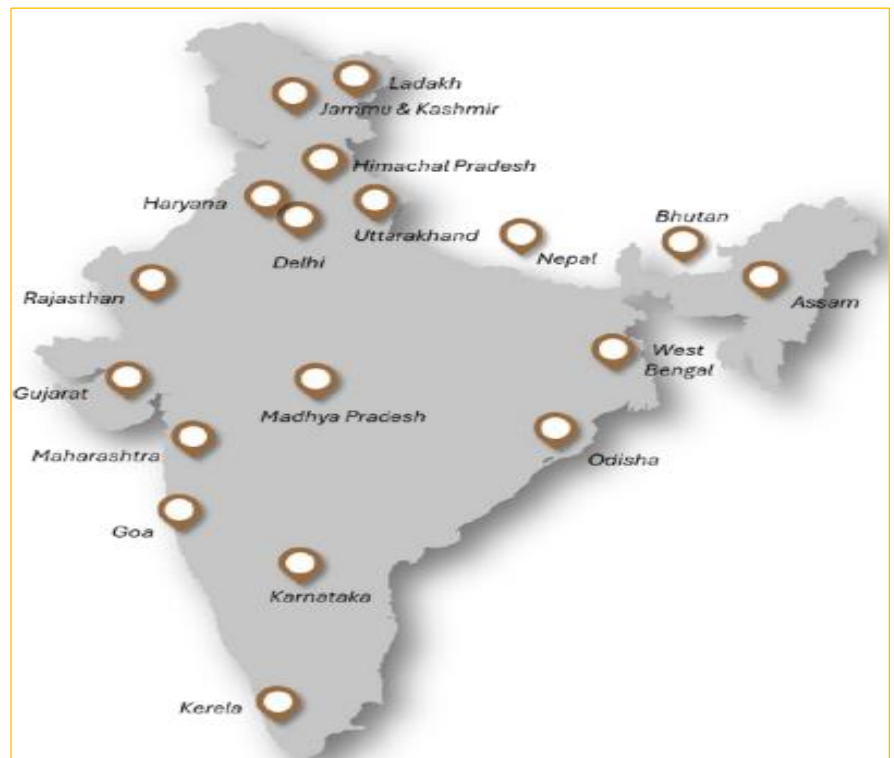 Ladakh
Jammu & Kashmir
Himachal Pradesh
Haryana
Uttarakhand
Bhutan
Delhi
Nepal
Rajasthan
Assam
West
Bengal
Gujarat
Madhya Pradesh
Maharashtra
Odisha
Goa
Karnataka
Kerela